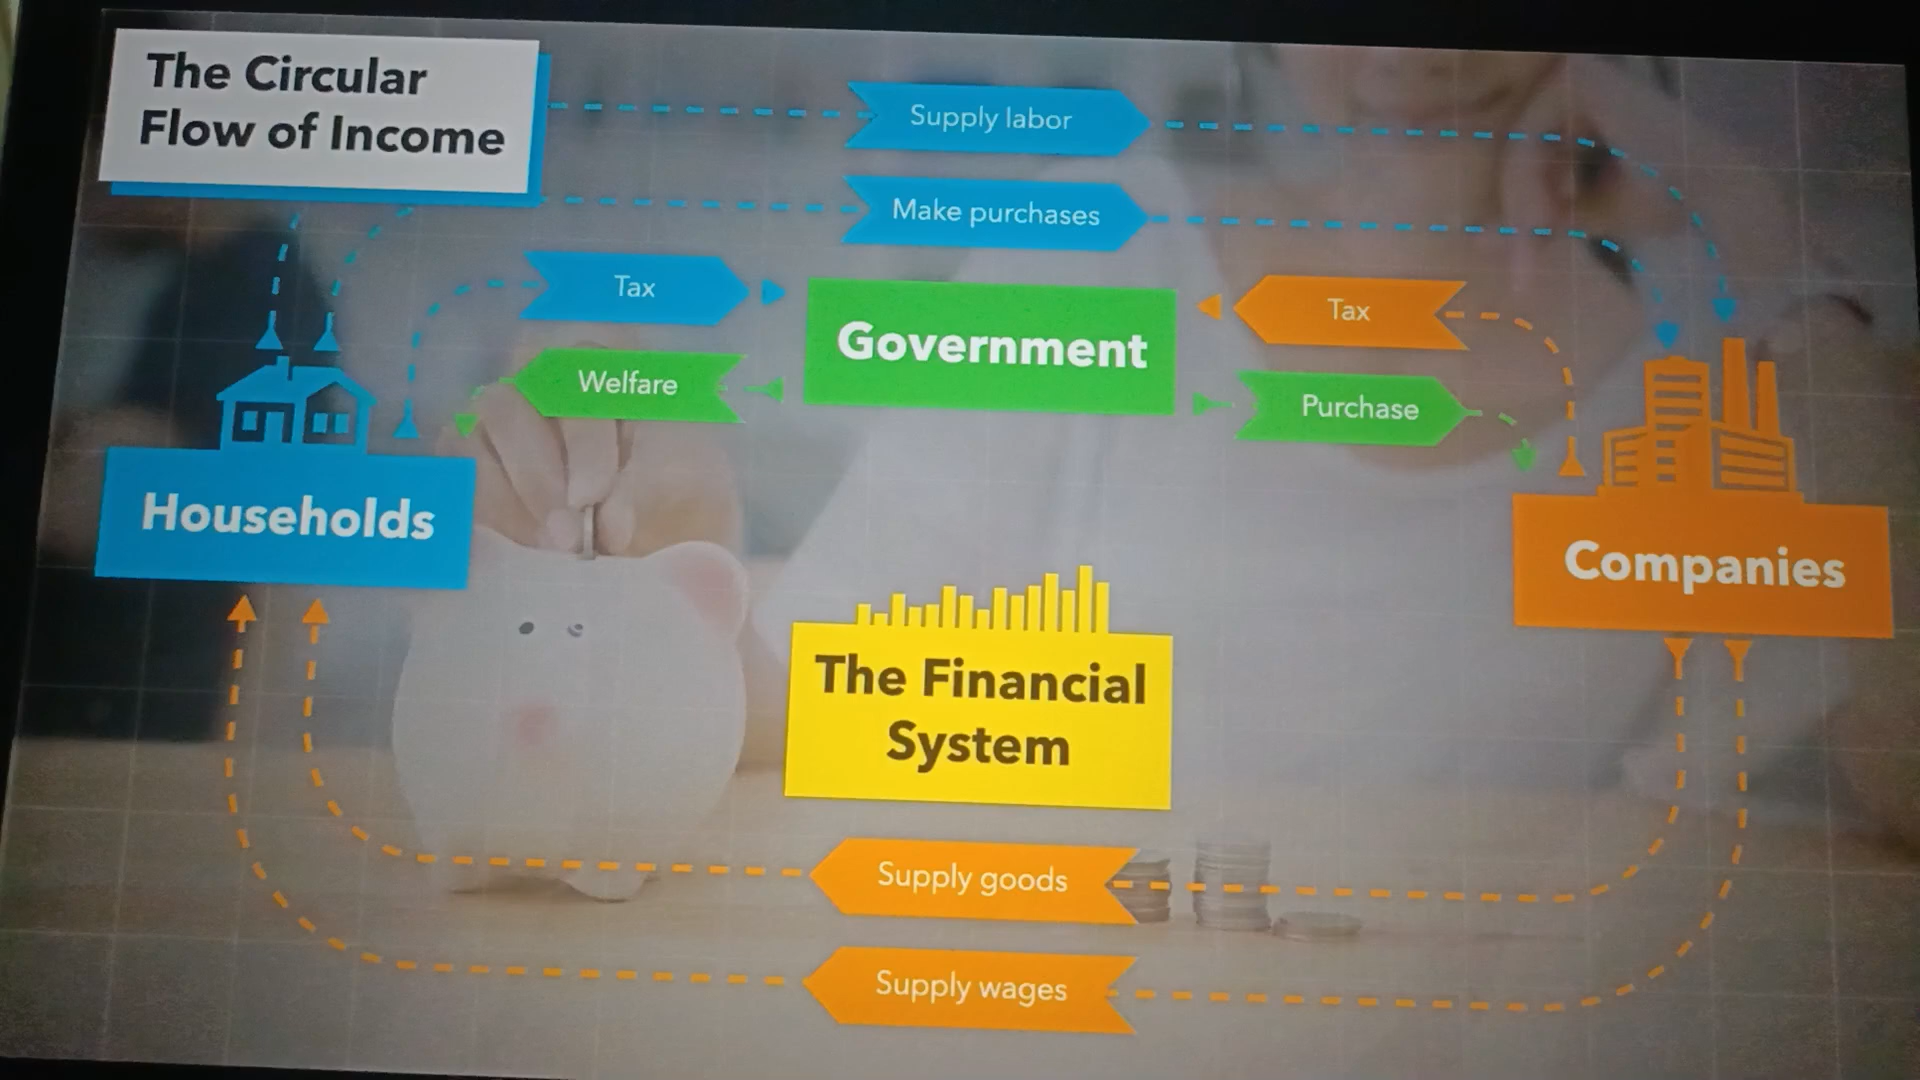 The Circular
Flow of Income
Supply labor
Make purchases
Tax
Government
Tax
Welfare
Purchase
Households
Companies
The Financial
System
Supply goods
Supply wages